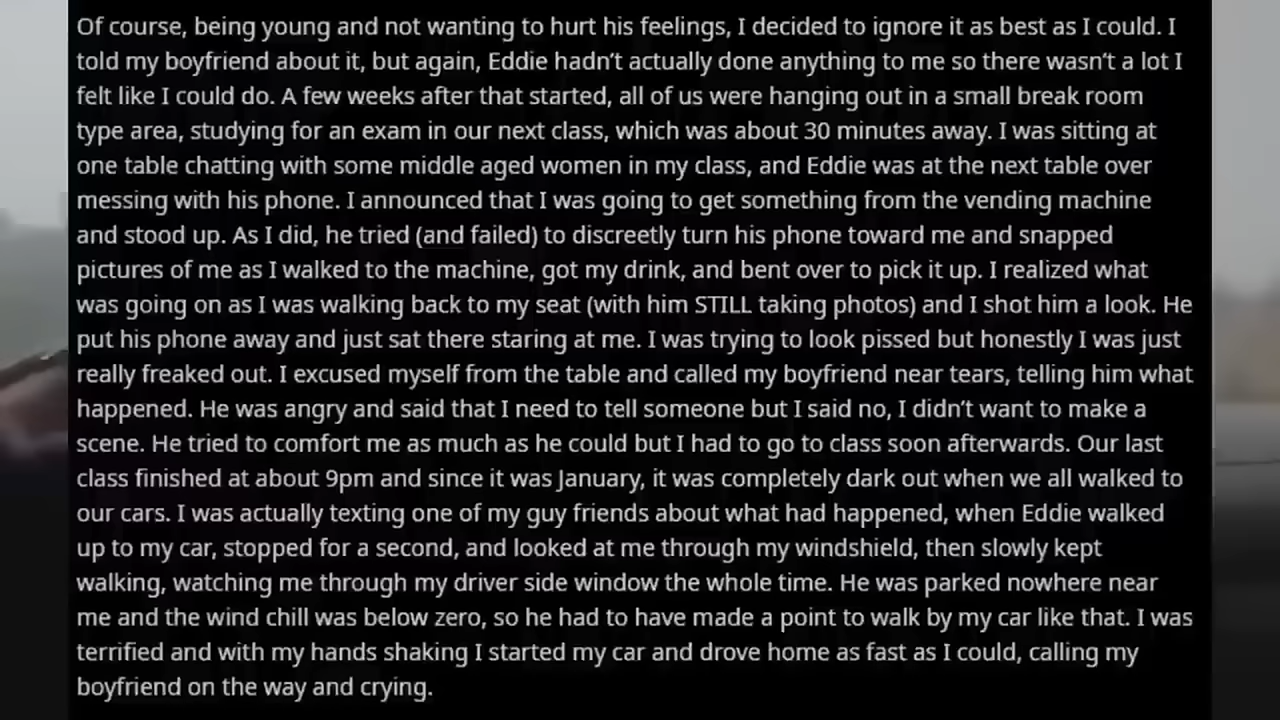 Of course, being young and not wanting to hurt his feelings, I decided to ignore it as best as I could. I
told my boyfriend about it, but again, Eddie hadn’t actually done anything to me so there wasn’t a lot I
felt like I could do. A few weeks after that started, all of us were hanging out in a small break room
type area, studying for an exam in our next class, which was about 30 minutes away. I was sitting at
one table chatting with some middle aged women in my class, and Eddie was at the next table over
messing with his phone. I announced that I was going to get something from the vending machine
and stood up. As I did, he tried (and failed) to discreetly turn his phone toward me and snapped
pictures of me as I walked to the machine, got my drink, and bent over to pick it up. I realized what
was going on as I was walking back to my seat (with him STILL taking photos) and I shot him a look. He
put his phone away and just sat there staring at me. I was trying to look pissed but honestly I was just
really freaked out. I excused myself from the table and called my boyfriend near tears, telling him what
happened. He was angry and said that I need to tell someone but I said no, I didn’t want to make a
scene. He tried to comfort me as much as he could but I had to go to class soon afterwards. Our last
class finished at about 9pm and since it was January, it was completely dark out when we all walked to
our cars. I was actually texting one of my guy friends about what had happened, when Eddie walked
up to my car, stopped for a second, and looked at me through my windshield, then slowly kept
walking, watching me through my driver side window the whole time. He was parked nowhere near
me and the wind chill was below zero, so he had to have made a point to walk by my car like that. I was
terrified and with my hands shaking I started my car and drove home as fast as I could, calling my
boyfriend on the way and crying.